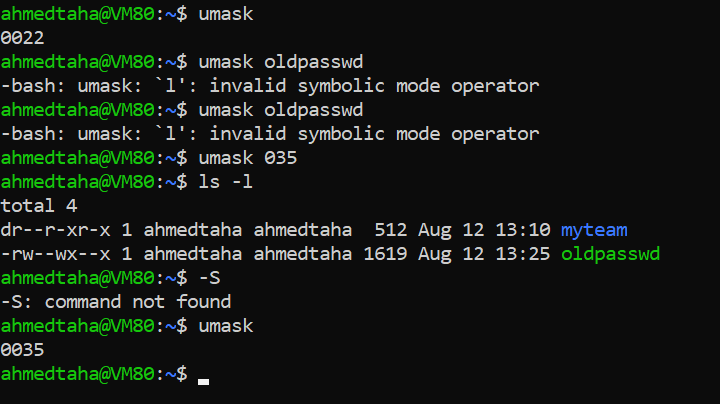 ahmedtaha@VM80:~$ umask
0022
ahmedtaha@VM80:~$ umask oldpasswd
-bash: umask: `l': invalid symbolic mode operator
ahmedtaha@VM80:~$ umask oldpasswd
-bash: umask: `l': invalid symbolic mode operator
ahmedtaha@VM80:~$ umask 035
ahmedtaha@VM80:~$ ls -l
total 4
dr--r-xr-x 1 ahmedtaha ahmedtaha  512 Aug 12 13:10 myteam
-rw--wx--x 1 ahmedtaha ahmedtaha 1619 Aug 12 13:25 oldpasswd
ahmedtaha@VM80:~$ -S
-S: command not found
ahmedtaha@VM80:~$ umask
0035
ahmedtaha@VM80:~$